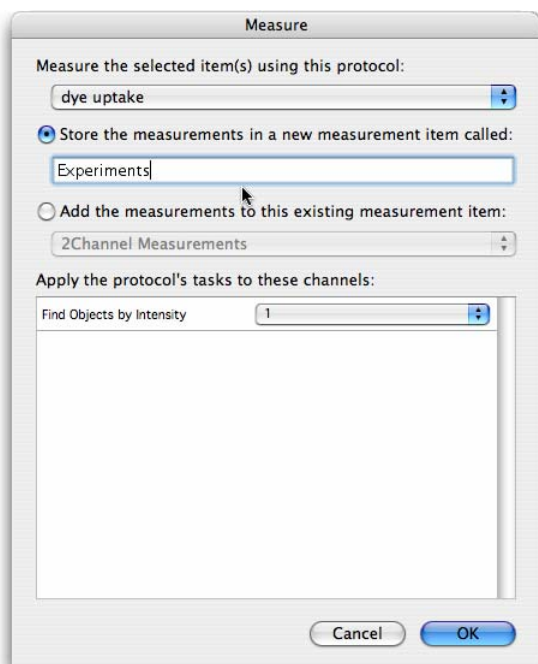 Measure
Measure the selected item(s) using this protocol:
dye uptake
Store the measurements in a new measurement item called:
Experiments
Add the measurements to this existing measurement item:
2Channel Measurements
Apply the protocol's tasks to these channels:
Find Objects by Intensity 1
Cancel OK